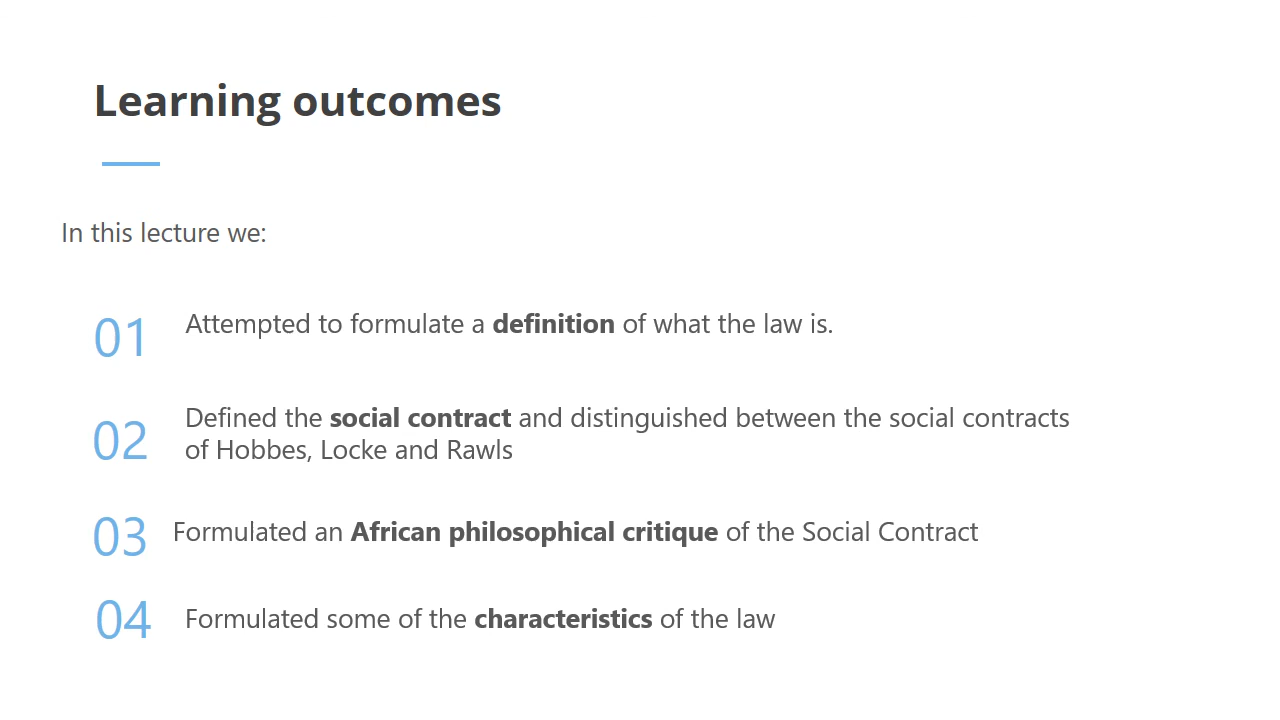 Learning outcomes
In this lecture we:
01 Attempted to formulate a definition of what the law is.
02 Defined the social contract and distinguished between the social contracts
of Hobbes, Locke and Rawls
03 Formulated an African philosophical critique of the Social Contract
04 Formulated some of the characteristics of the law